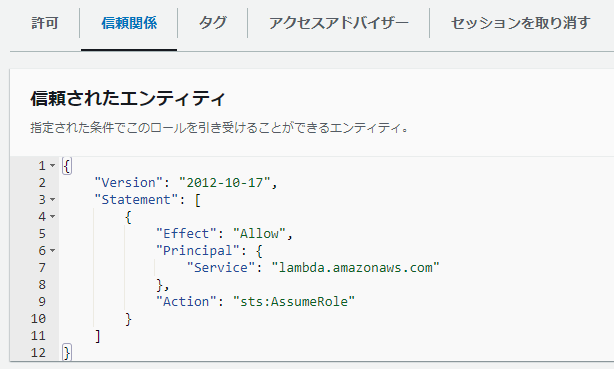 許可 信頼関係 タグ アクセスアドバイザー セッションを取り消す
信頼されたエンティティ
指定された条件でこのロールを引き受けることができるエンティティ。
1 {
2     "Version": "2012-10-17",
3     "Statement": [
4         {
5             "Effect": "Allow",
6             "Principal": {
7                 "Service": "lambda.amazonaws.com"
8             },
9             "Action": "sts:AssumeRole"
10         }
11     ]
12 }